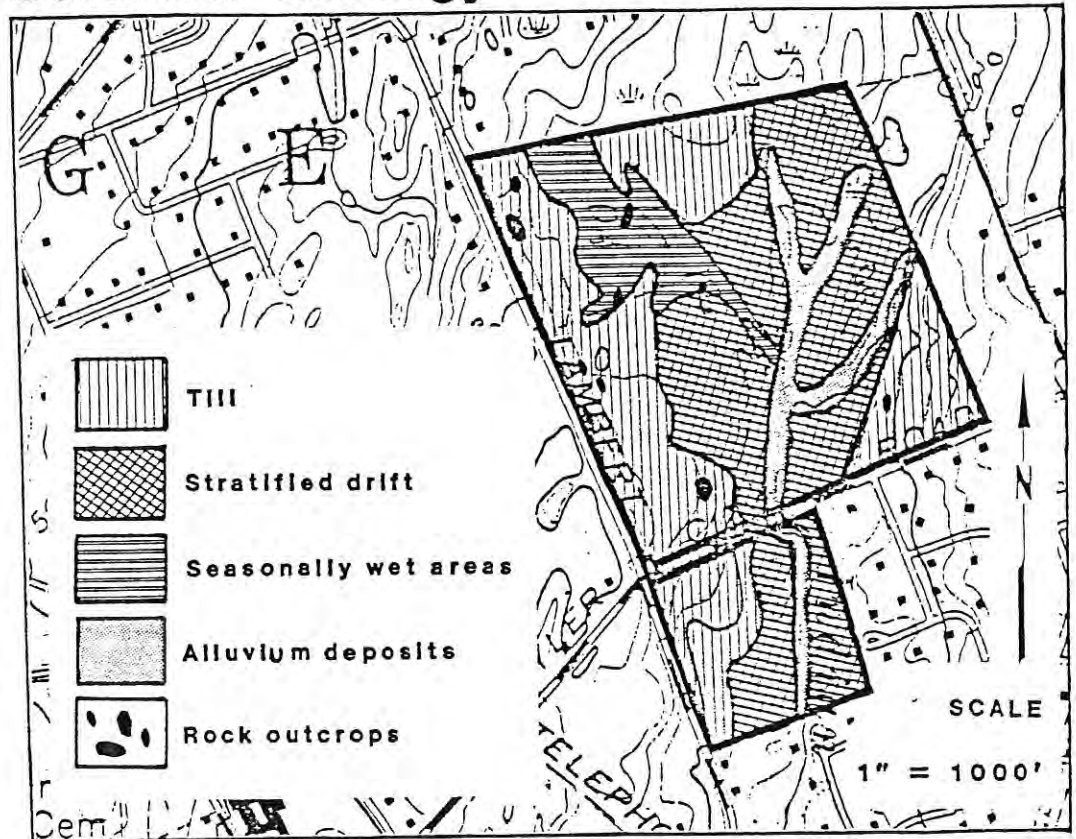 G E
Till
Stratified drift
Seasonally wet areas
Alluvium deposits
Rock outcrops
N
SCALE
1" = 1000'
Cem